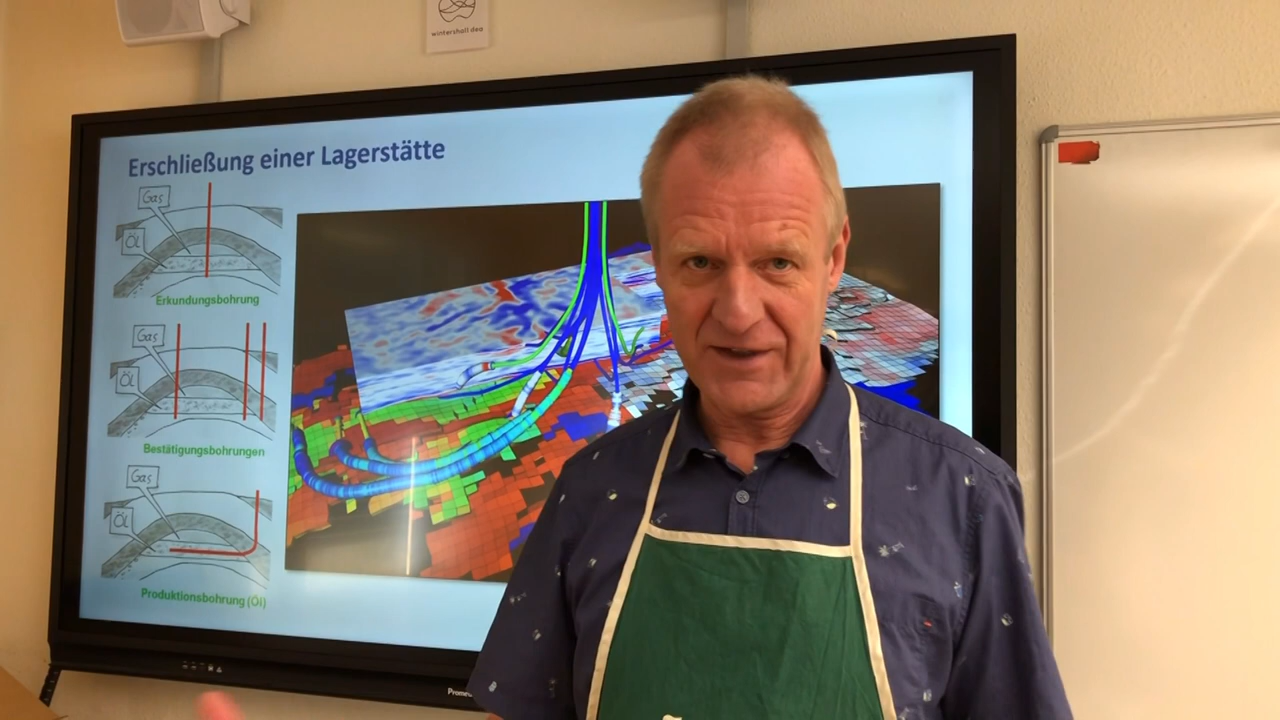 wintershall dea
Erschließung einer Lagerstätte
Gas
Öl
Erkundungsbohrung
Gas
Öl
Bestätigungsbohrungen
Gas
Öl
Produktionsbohrung (Öl)